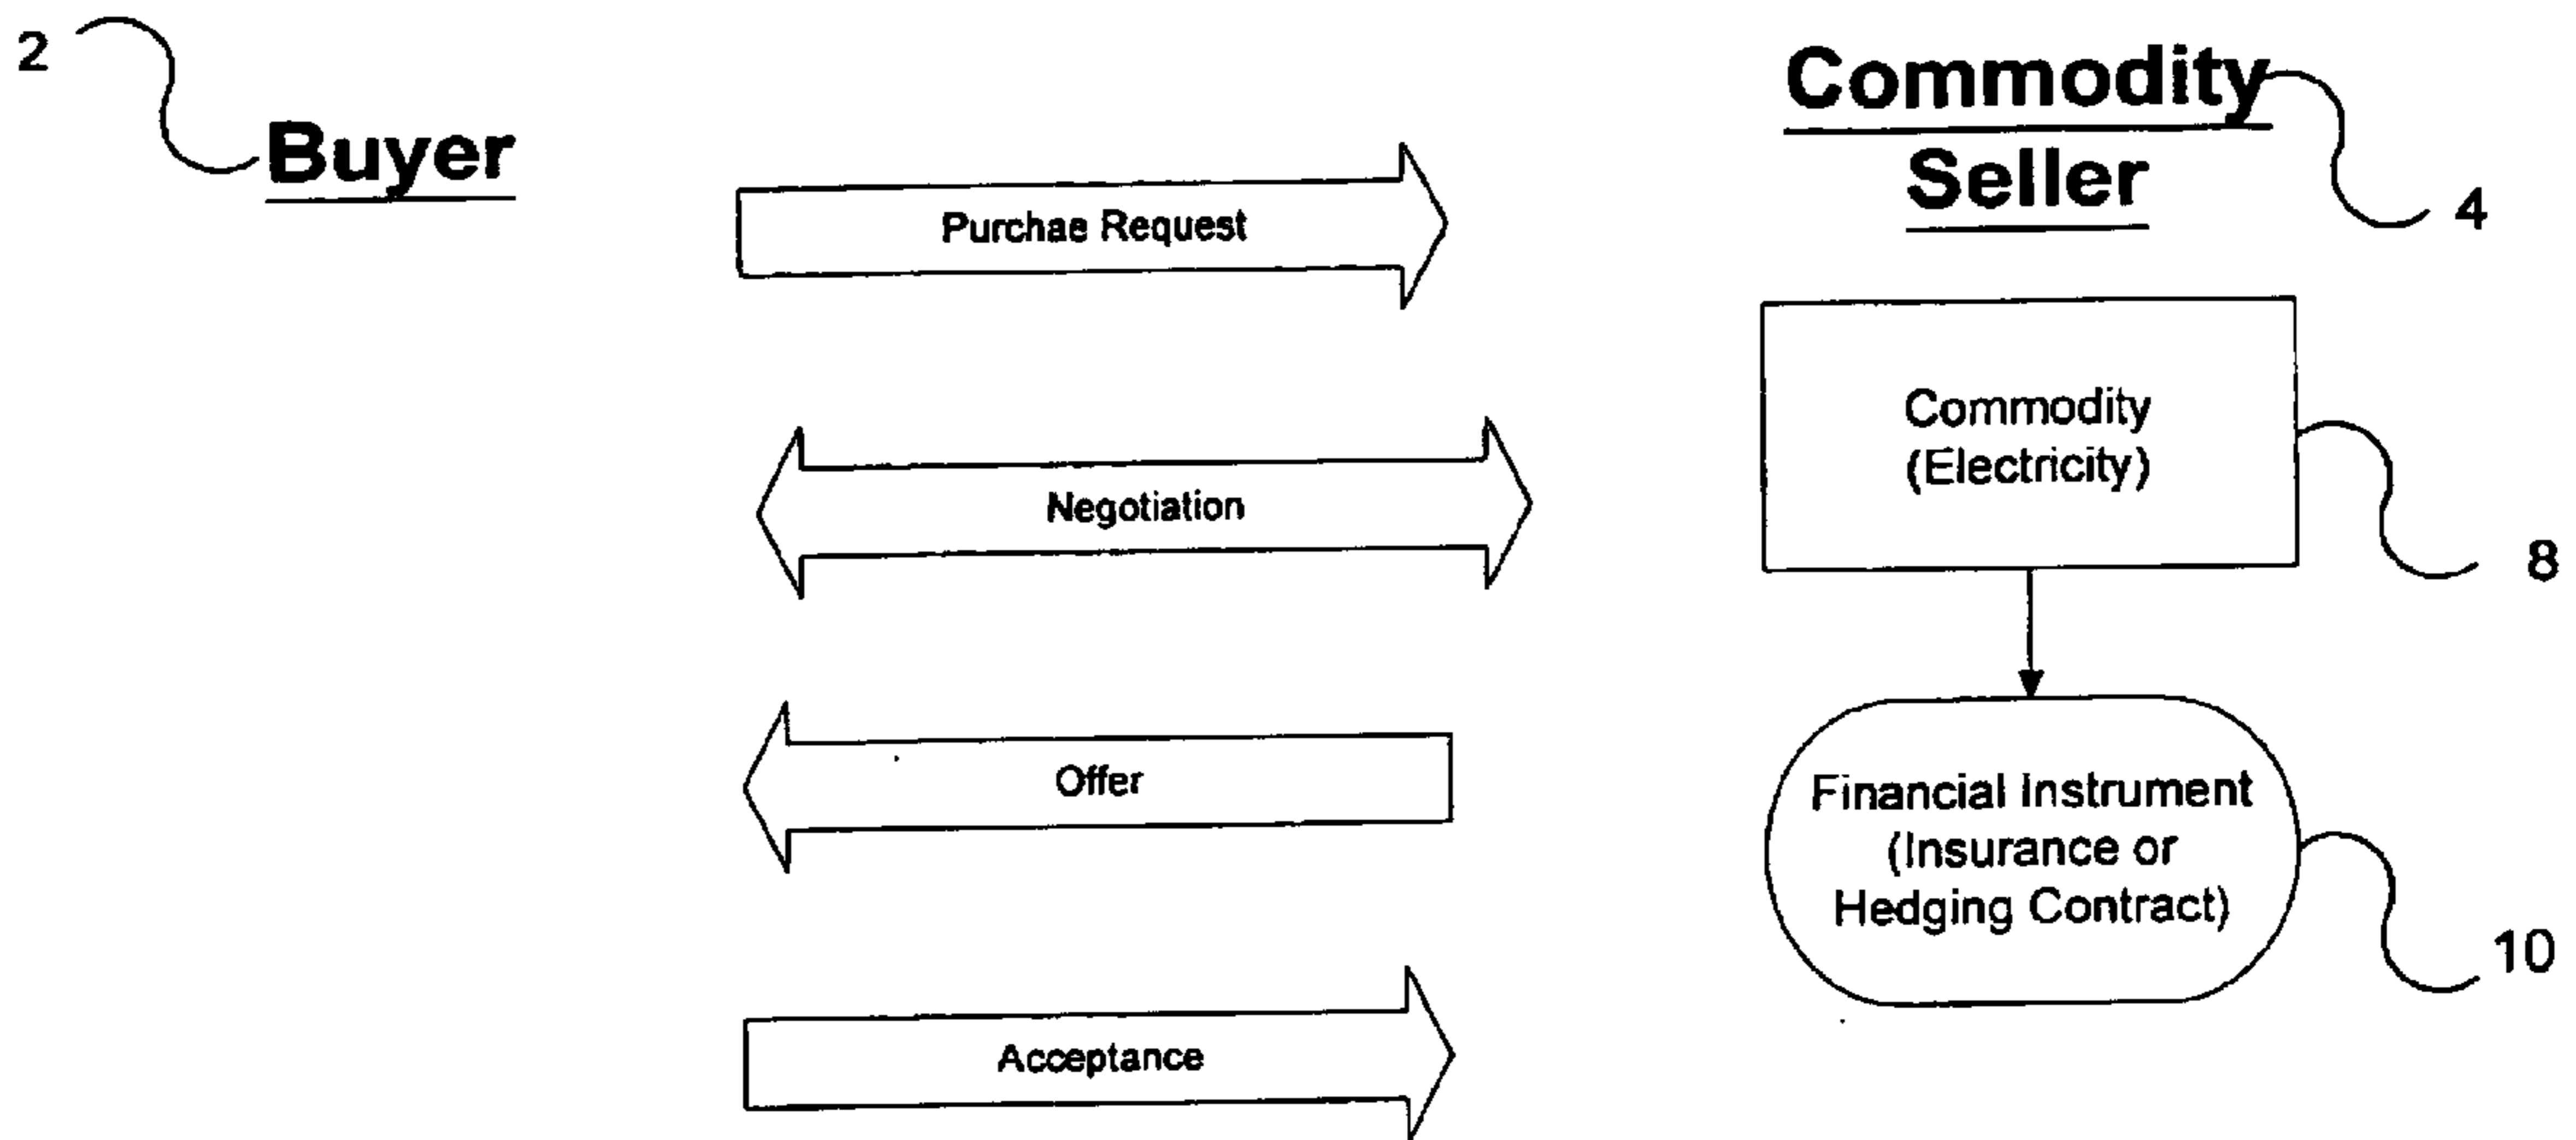 2
Buyer
Commodity
Seller
4
Purchae Request
Commodity
(Electricity)
8
Negotiation
Offer
Financial Instrument
(Insurance or
Hedging Contract)
10
Acceptance